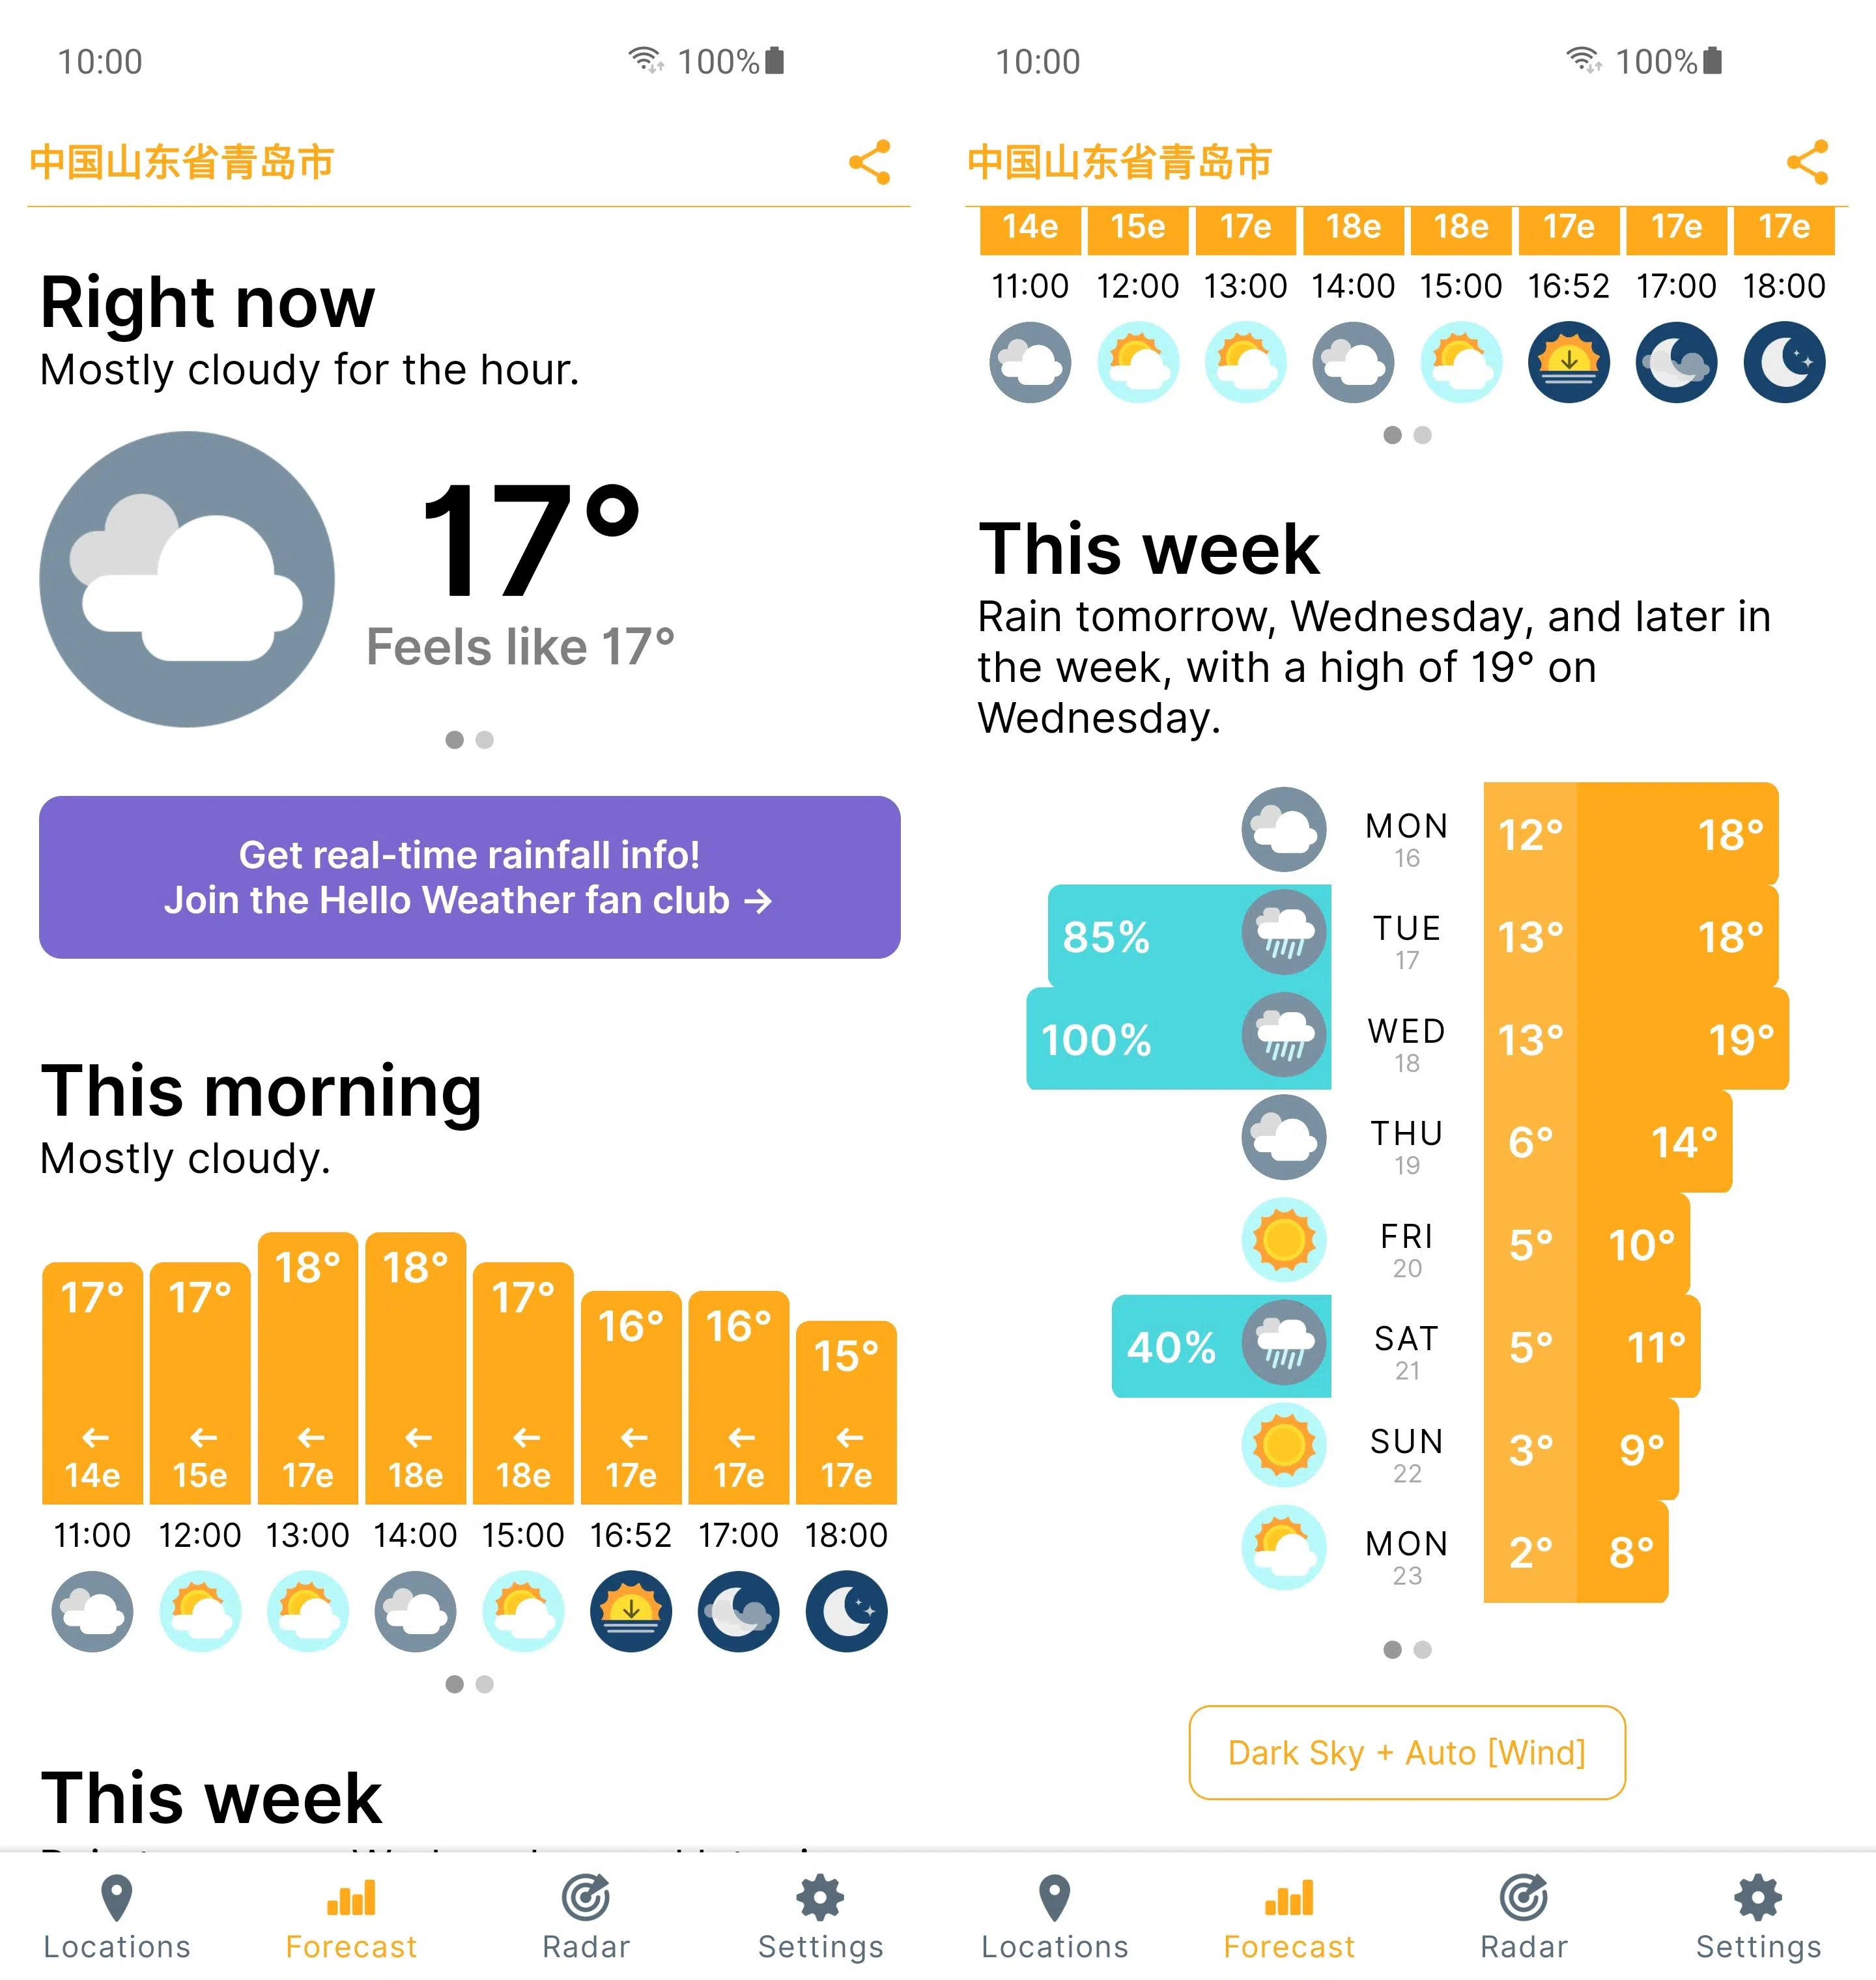 10:00 100%
中国山东省青岛市
Right now
Mostly cloudy for the hour.
17°
Feels like 17°
Get real-time rainfall info!
Join the Hello Weather fan club →
This morning
Mostly cloudy.
17° 17° 18° 18° 17° 16° 16° 15°
← ← ← ← ← ← ← ←
14e 15e 17e 18e 18e 17e 17e 17e
11:00 12:00 13:00 14:00 15:00 16:52 17:00 18:00
This week
Locations Forecast Radar Settings
10:00 100%
中国山东省青岛市
14e 15e 17e 18e 18e 17e 17e 17e
11:00 12:00 13:00 14:00 15:00 16:52 17:00 18:00
This week
Rain tomorrow, Wednesday, and later in
the week, with a high of 19° on
Wednesday.
MON 12° 18°
16
85% TUE 13° 18°
17
100% WED 13° 19°
18
THU 6° 14°
19
FRI 5° 10°
20
40% SAT 5° 11°
21
SUN 3° 9°
22
MON 2° 8°
23
Dark Sky + Auto [Wind]
Locations Forecast Radar Settings